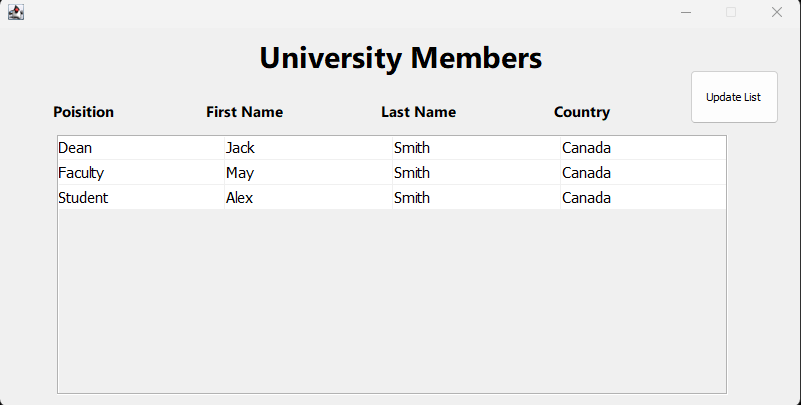 University Members
Update List
Poisition First Name Last Name Country
Dean Jack Smith Canada
Faculty May Smith Canada
Student Alex Smith Canada